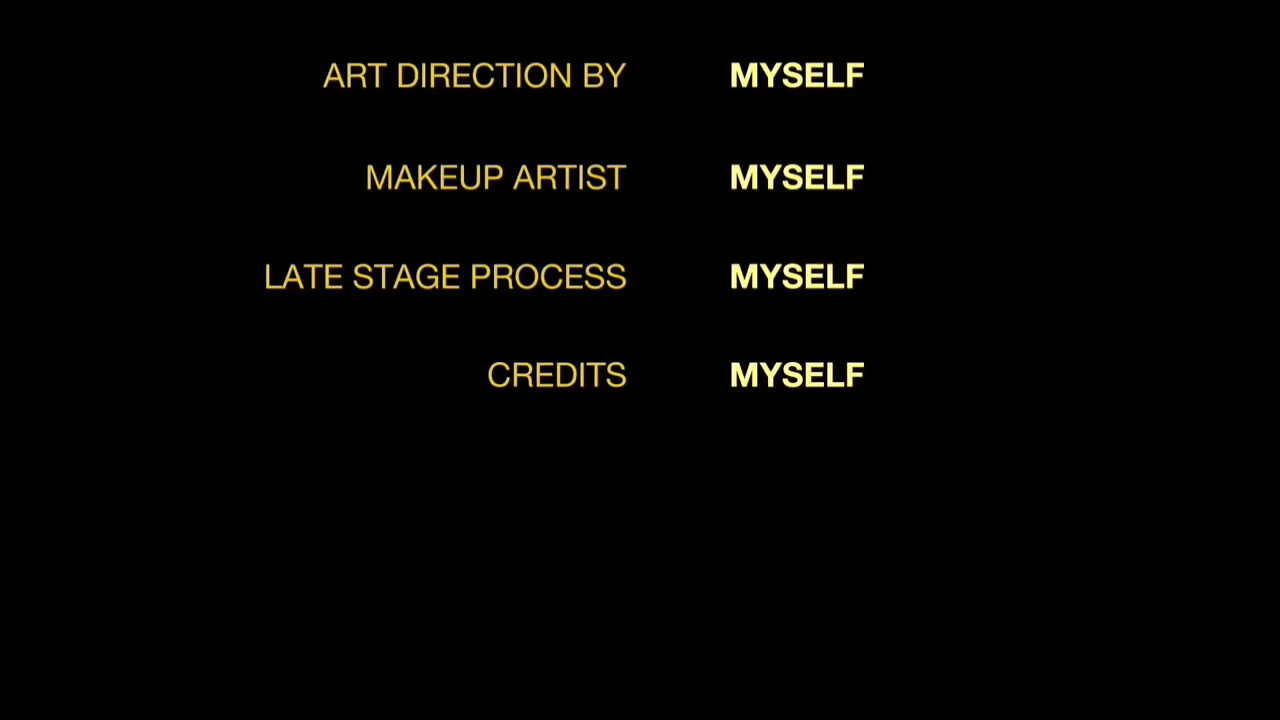 ART DIRECTION BY MYSELF
MAKEUP ARTIST MYSELF
LATE STAGE PROCESS MYSELF
CREDITS MYSELF